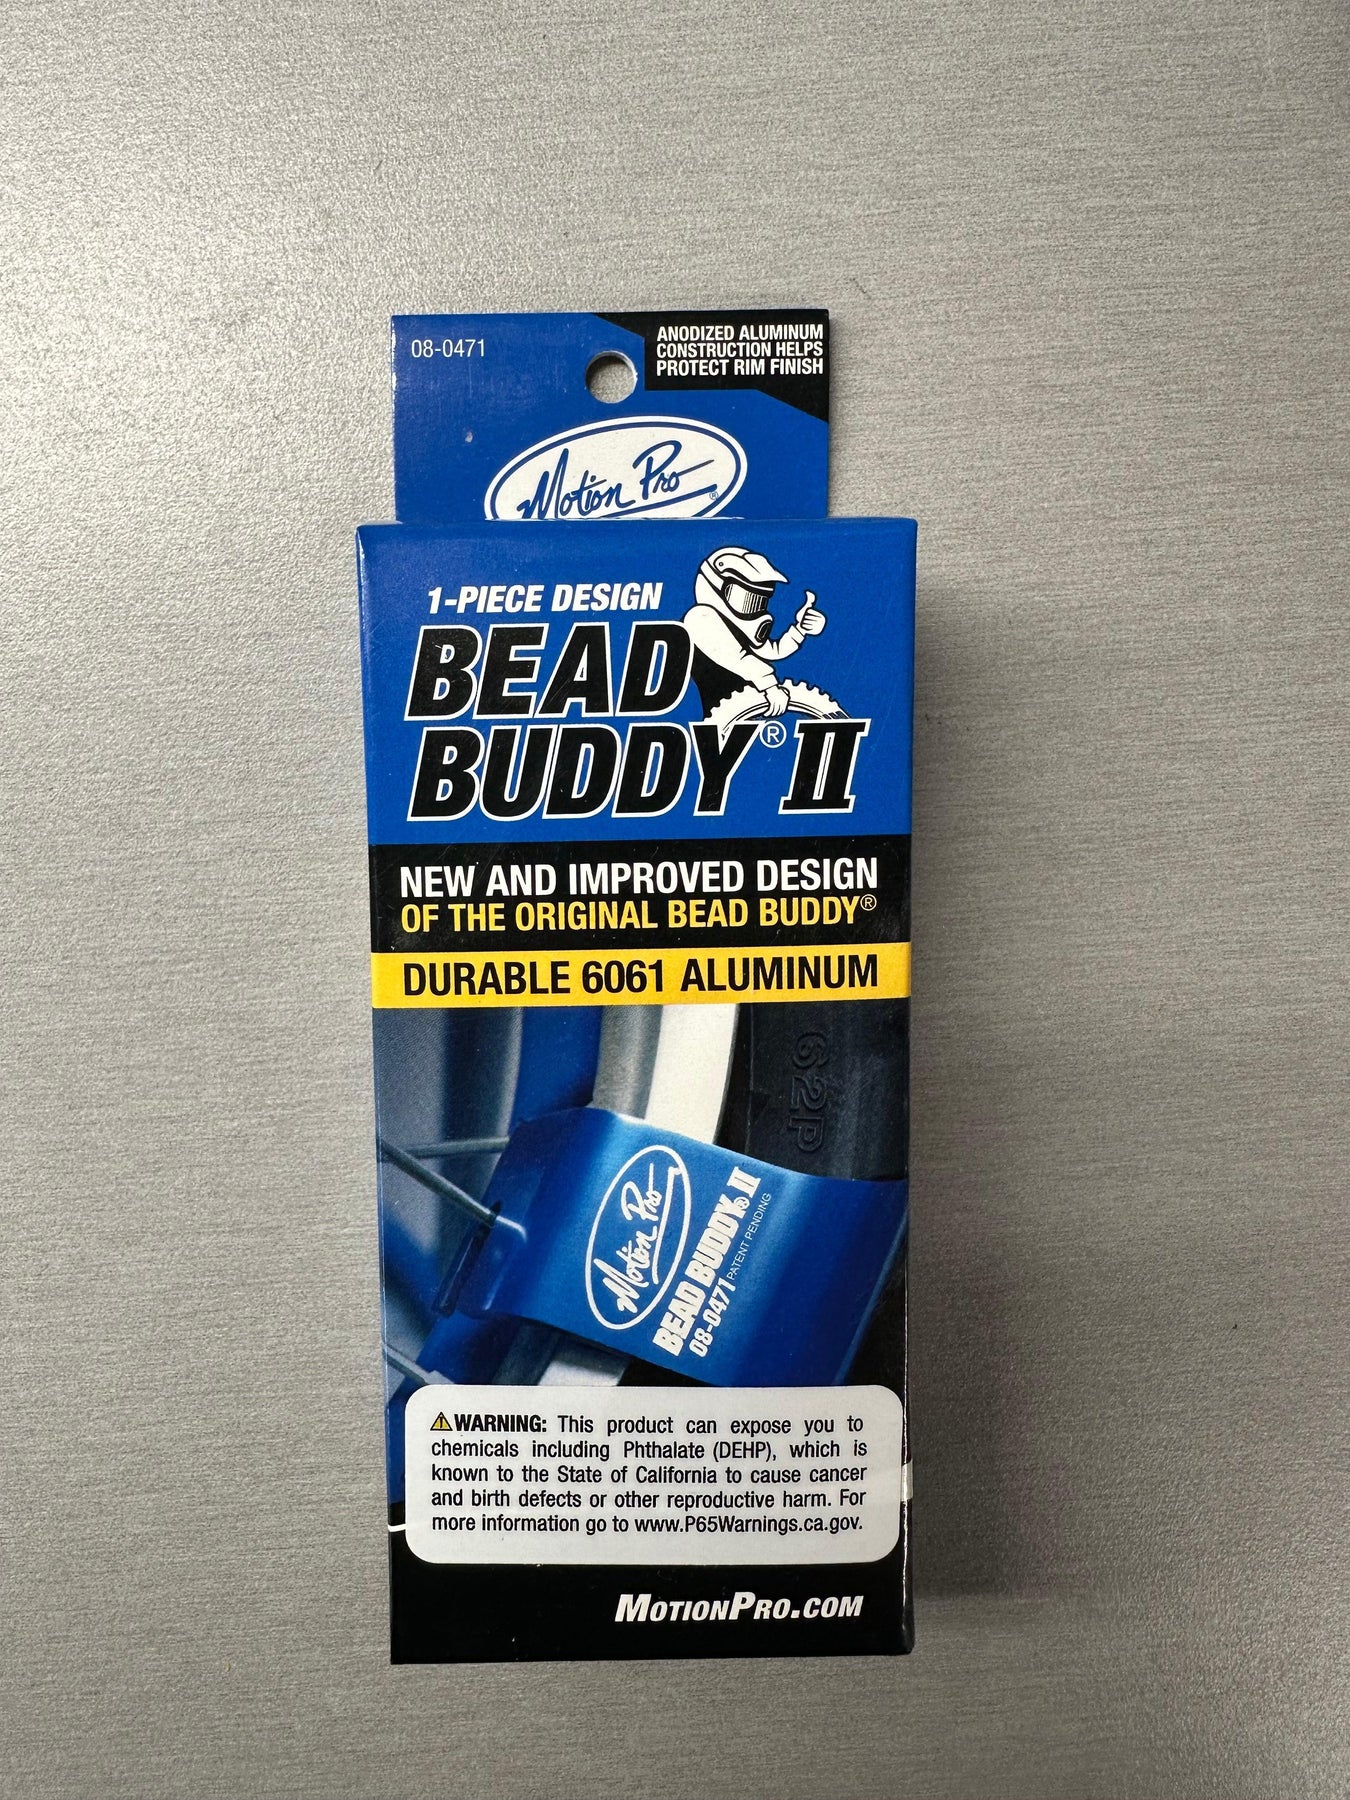 08-0471
ANODIZED ALUMINUM
CONSTRUCTION HELPS
PROTECT RIM FINISH
Motion Pro®
1-PIECE DESIGN
BEAD
BUDDY® II
NEW AND IMPROVED DESIGN
OF THE ORIGINAL BEAD BUDDY®
DURABLE 6061 ALUMINUM
62P
Motion Pro
BEAD BUDDY® II
08-0471 PATENT PENDING
⚠WARNING: This product can expose you to
chemicals including Phthalate (DEHP), which is
known to the State of California to cause cancer
and birth defects or other reproductive harm. For
more information go to www.P65Warnings.ca.gov.
MOTIONPRO.COM